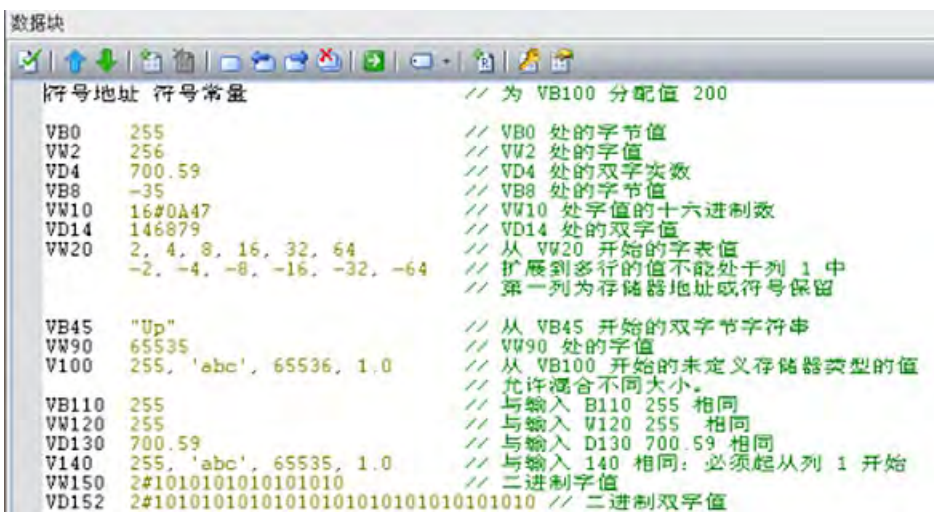 数据块
符号地址 符号常量 // 为 VB100 分配值 200
VB0 255 // VB0 处的字节值
VW2 256 // VW2 处的字值
VD4 700.59 // VD4 处的双字实数
VB8 -35 // VB8 处的字节值
VW10 16#0A47 // VW10 处字值的十六进制数
VD14 146879 // VD14 处的双字值
VW20 2, 4, 8, 16, 32, 64 // 从 VW20 开始的字表值
-2, -4, -8, -16, -32, -64 // 扩展到多行的值不能处于列 1 中
// 第一列为存储器地址或符号保留
VB45 "Up" // 从 VB45 开始的双字节字符串
VW90 65535 // VW90 处的字值
V100 255, 'abc', 65536, 1.0 // 从 VB100 开始的未定义存储器类型的值
// 允许混合不同大小。
VB110 255 // 与输入 B110 255 相同
VW120 255 // 与输入 W120 255 相同
VD130 700.59 // 与输入 D130 700.59 相同
V140 255, 'abc', 65535, 1.0 // 与输入 140 相同: 必须起从列 1 开始
VW150 2#1010101010101010 // 二进制字值
VD152 2#10101010101010101010101010101010 // 二进制双字值